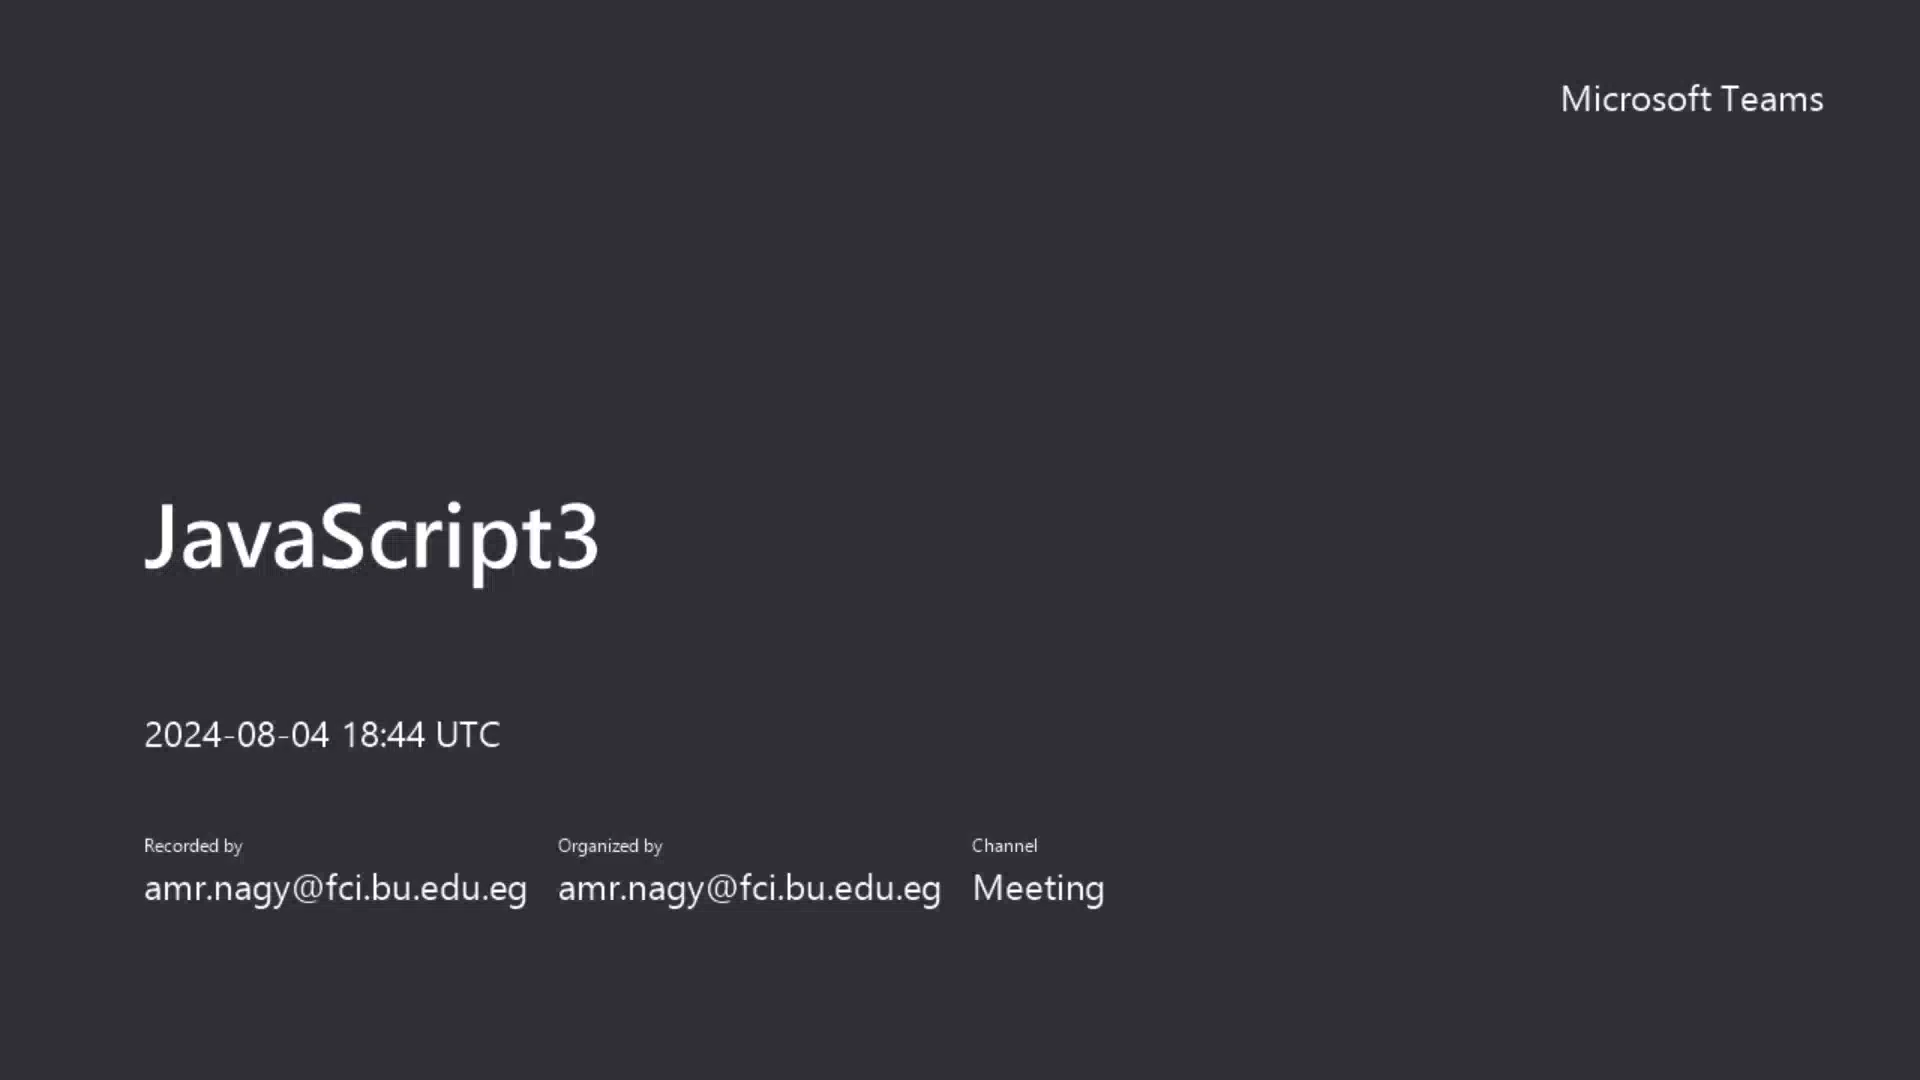 Microsoft Teams
JavaScript3
2024-08-04 18:44 UTC
Recorded by
amr.nagy@fci.bu.edu.eg
Organized by
amr.nagy@fci.bu.edu.eg
Channel
Meeting